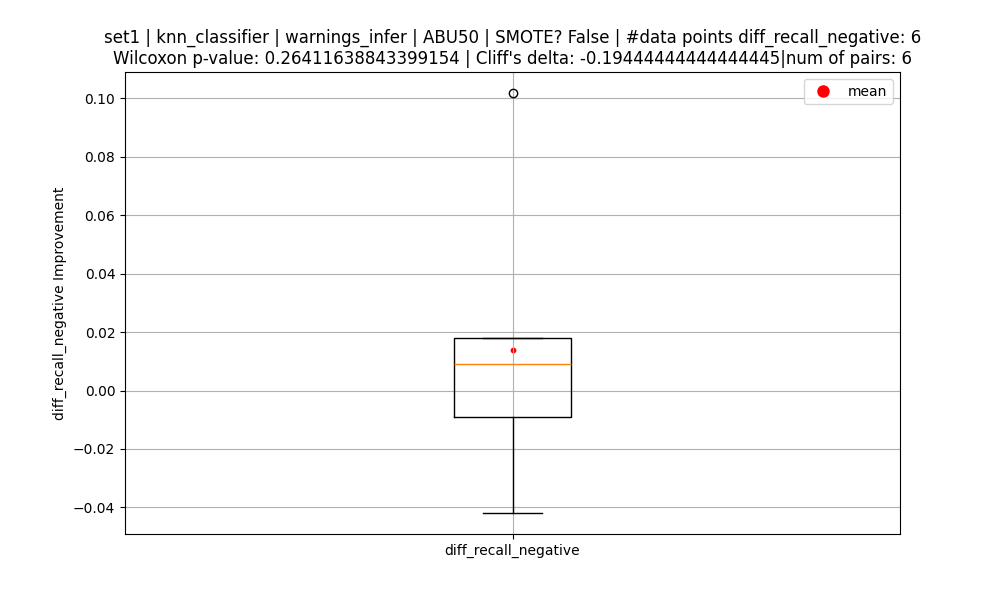 set1 | knn_classifier | warnings_infer | ABU50 | SMOTE? False | #data points diff_recall_negative: 6
Wilcoxon p-value: 0.26411638843399154 | Cliff's delta: -0.19444444444444445|num of pairs: 6
mean
0.10
0.08
0.06
0.04
0.02
0.00
−0.02
−0.04
diff_recall_negative Improvement
diff_recall_negative